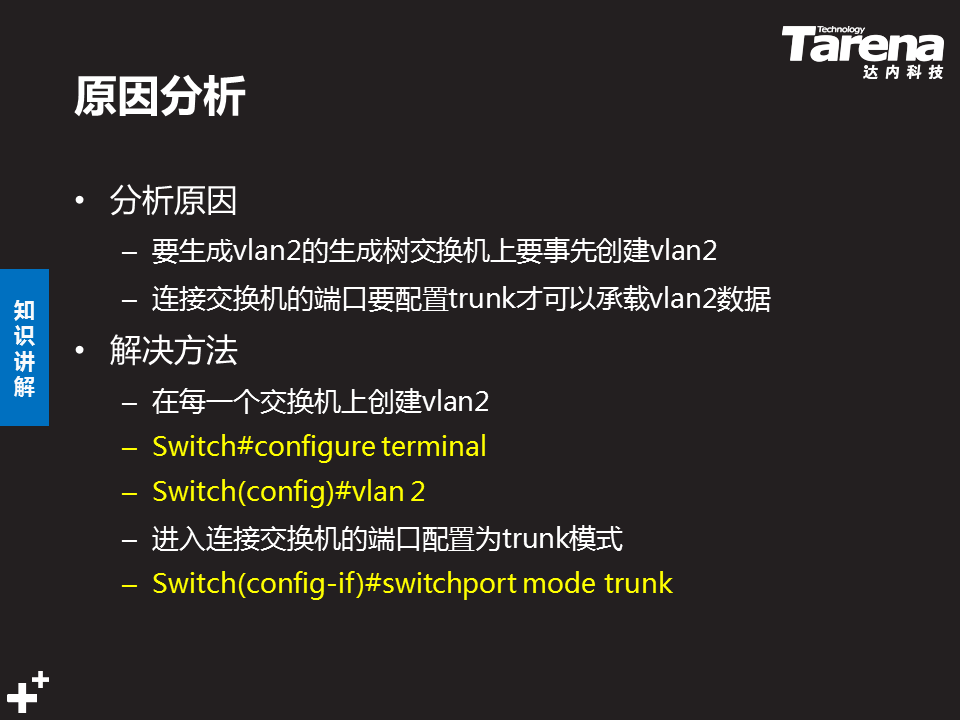 Technology
Tarena
达内科技
原因分析
• 分析原因
– 要生成vlan2的生成树交换机上要事先创建vlan2
– 连接交换机的端口要配置trunk才可以承载vlan2数据
知识讲解
• 解决方法
– 在每一个交换机上创建vlan2
– Switch#configure terminal
– Switch(config)#vlan 2
– 进入连接交换机的端口配置为trunk模式
– Switch(config-if)#switchport mode trunk